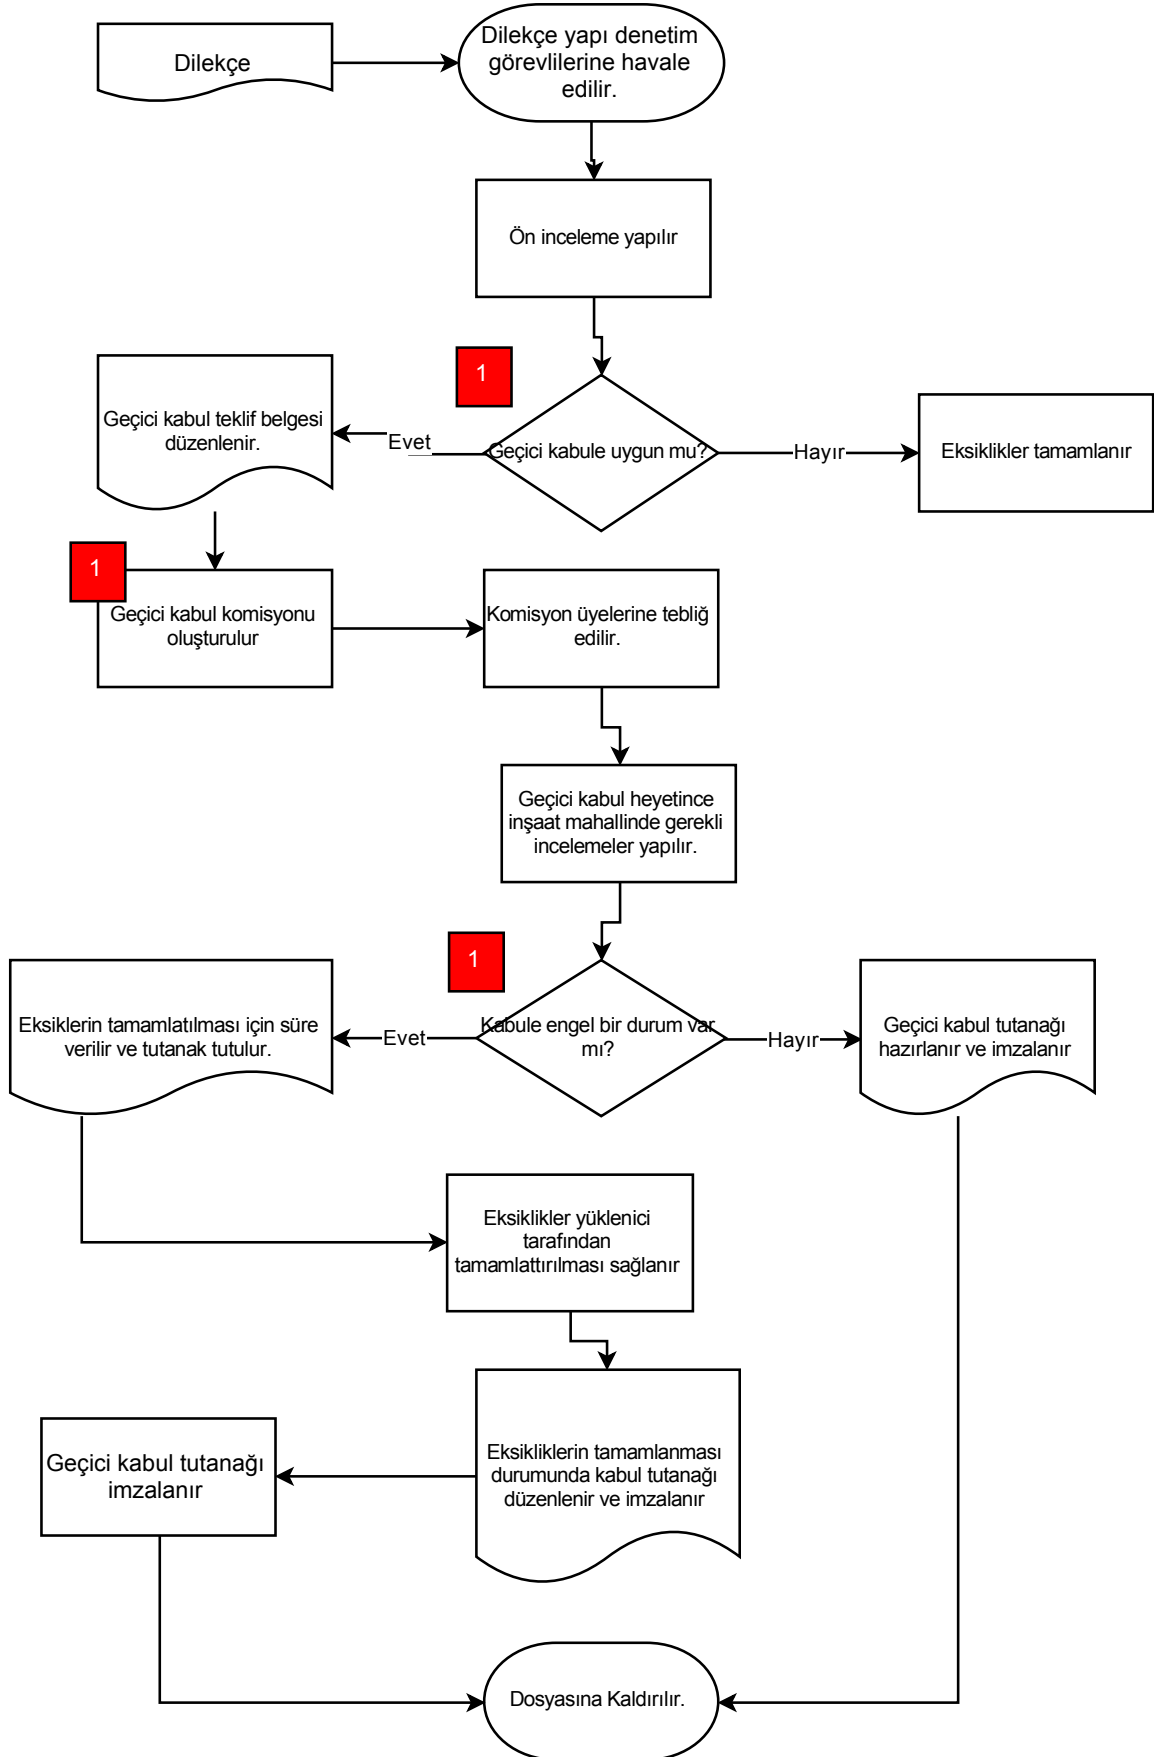 Dilekçe
Dilekçe yapı denetim
görevlilerine havale
edilir.
Ön inceleme yapılır
1
Geçici kabul teklif belgesi
düzenlenir.
Evet
Geçici kabule uygun mu?
Hayır
Eksiklikler tamamlanır
1
Geçici kabul komisyonu
oluşturulur
Komisyon üyelerine tebliğ
edilir.
Geçici kabul heyetince
inşaat mahallinde gerekli
incelemeler yapılır.
1
Eksiklerin tamamlatılması için süre
verilir ve tutanak tutulur.
Evet
Kabule engel bir durum var
mı?
Hayır
Geçici kabul tutanağı
hazırlanır ve imzalanır
Eksiklikler yüklenici
tarafından
tamamlattırılması sağlanır
Geçici kabul tutanağı
imzalanır
Eksikliklerin tamamlanması
durumunda kabul tutanağı
düzenlenir ve imzalanır
Dosyasına Kaldırılır.